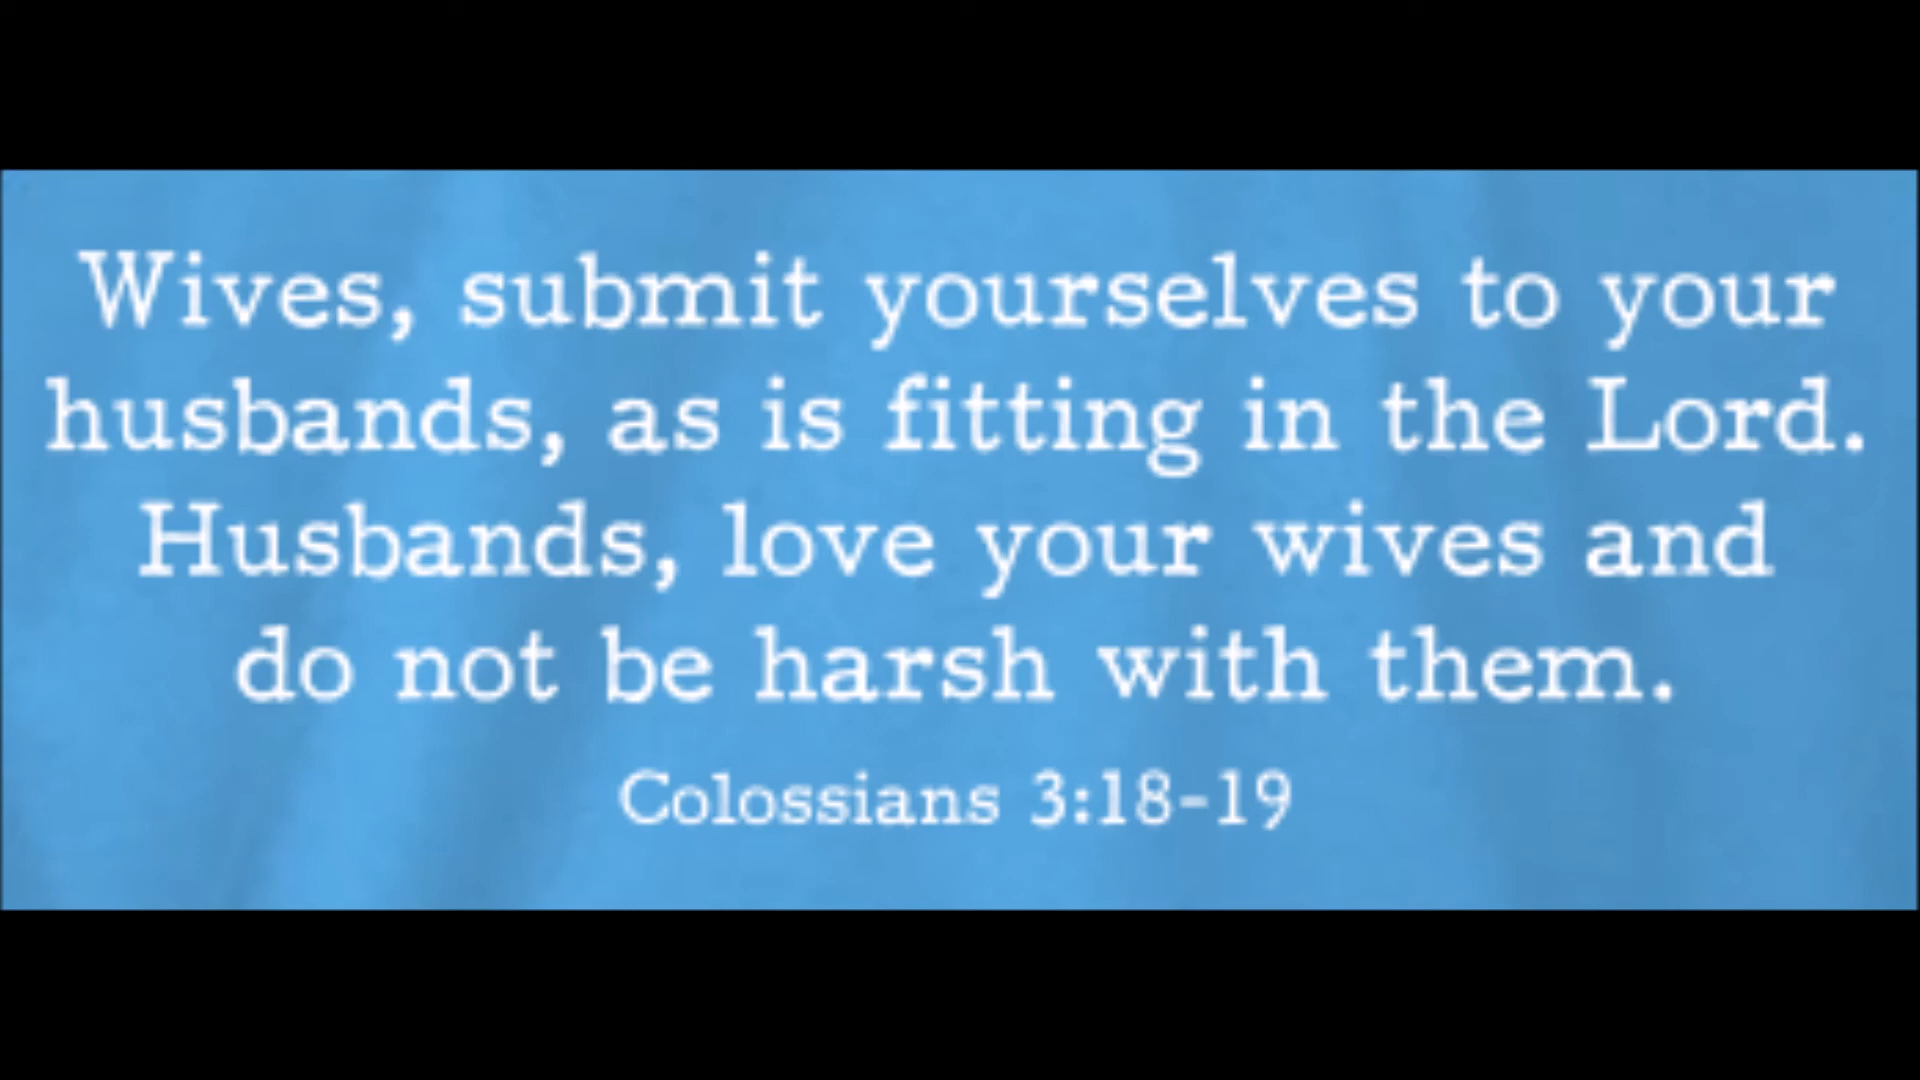 Wives, submit yourselves to your
husbands, as is fitting in the Lord.
Husbands, love your wives and
do not be harsh with them.
Colossians 3:18-19